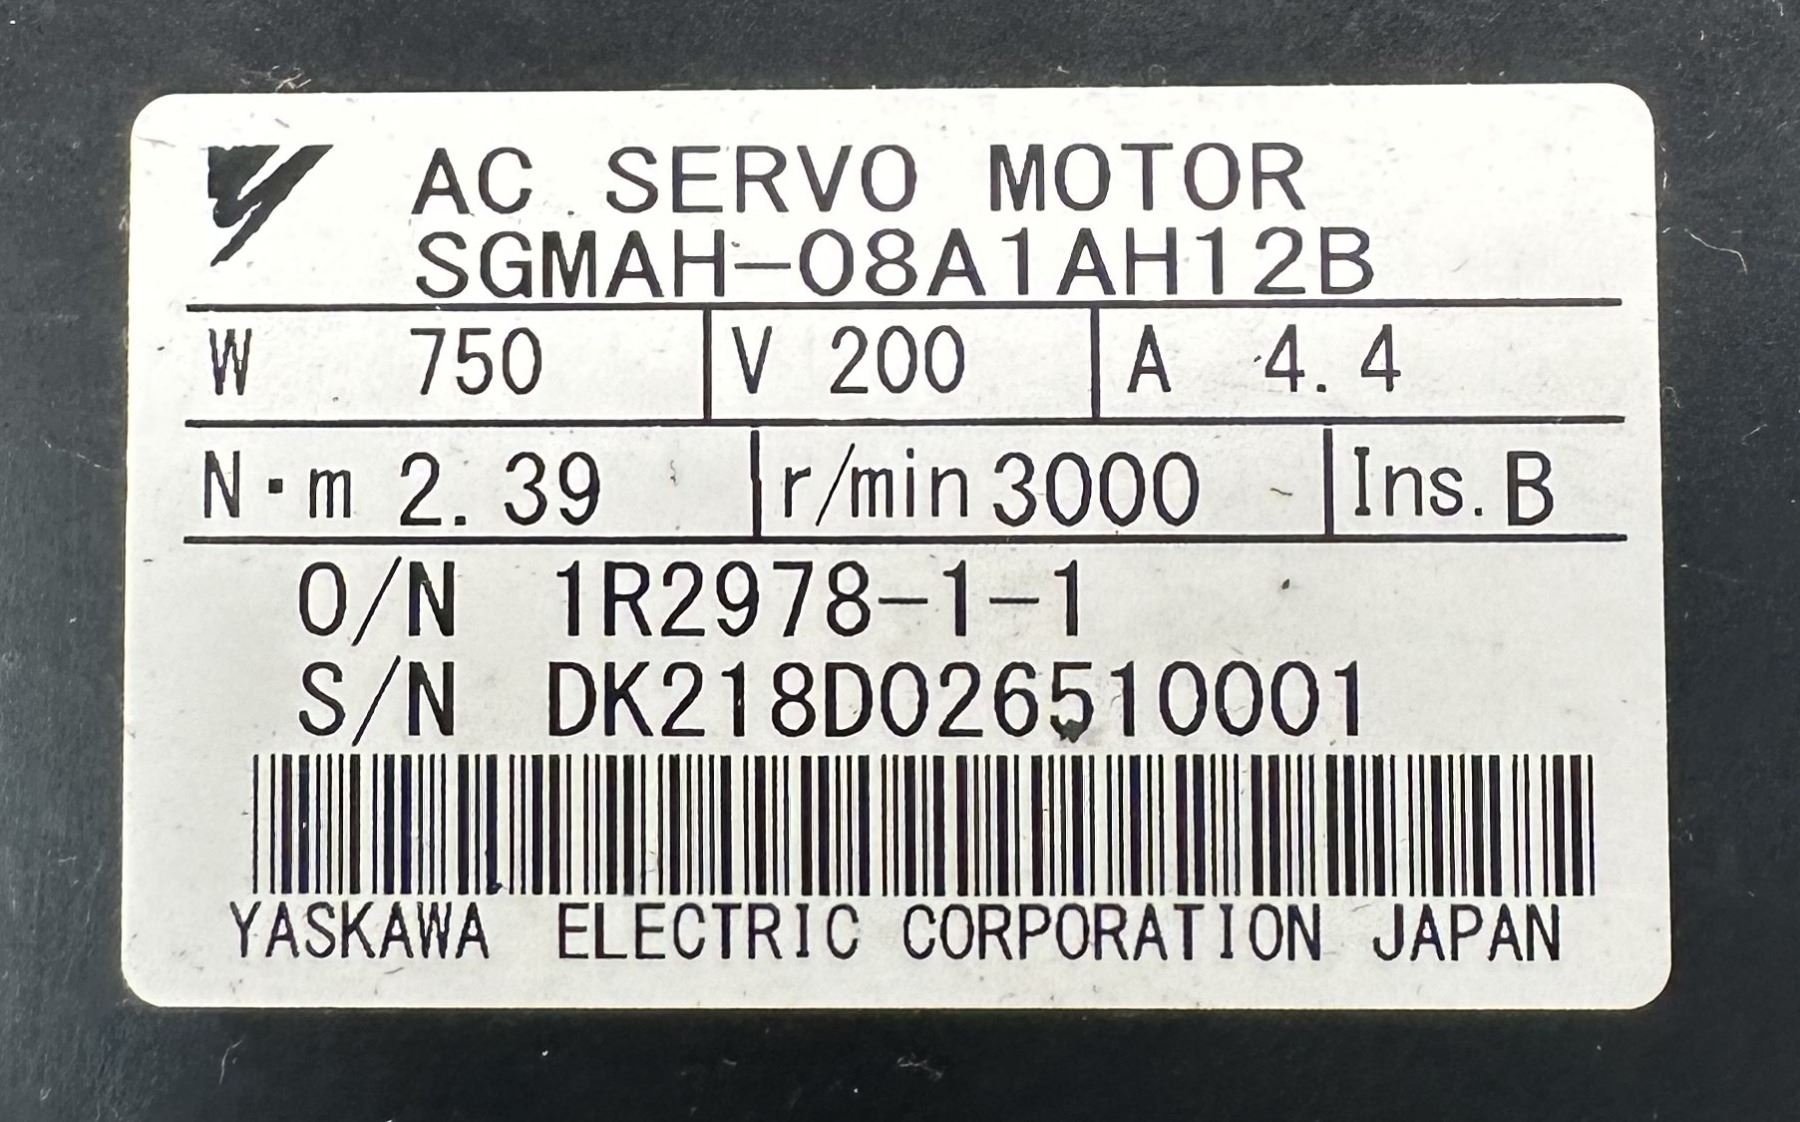 AC SERVO MOTOR
SGMAH-08A1AH12B
W 750 V 200 A 4.4
N·m 2.39 r/min 3000 Ins. B
O/N 1R2978-1-1
S/N DK218D026510001
YASKAWA ELECTRIC CORPORATION JAPAN